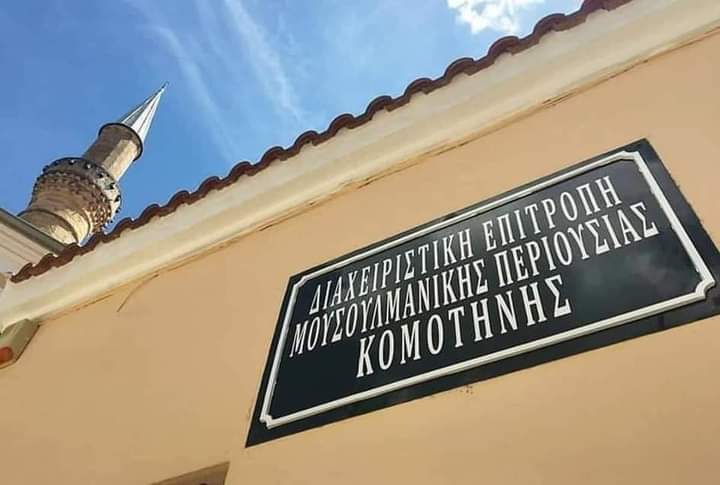 ΔΙΑΧΕΙΡΙΣΤΙΚΗ ΕΠΙΤΡΟΠΗ
ΜΟΥΣΟΥΛΜΑΝΙΚΗΣ ΠΕΡΙΟΥΣΙΑΣ
ΚΟΜΟΤΗΝΗΣ